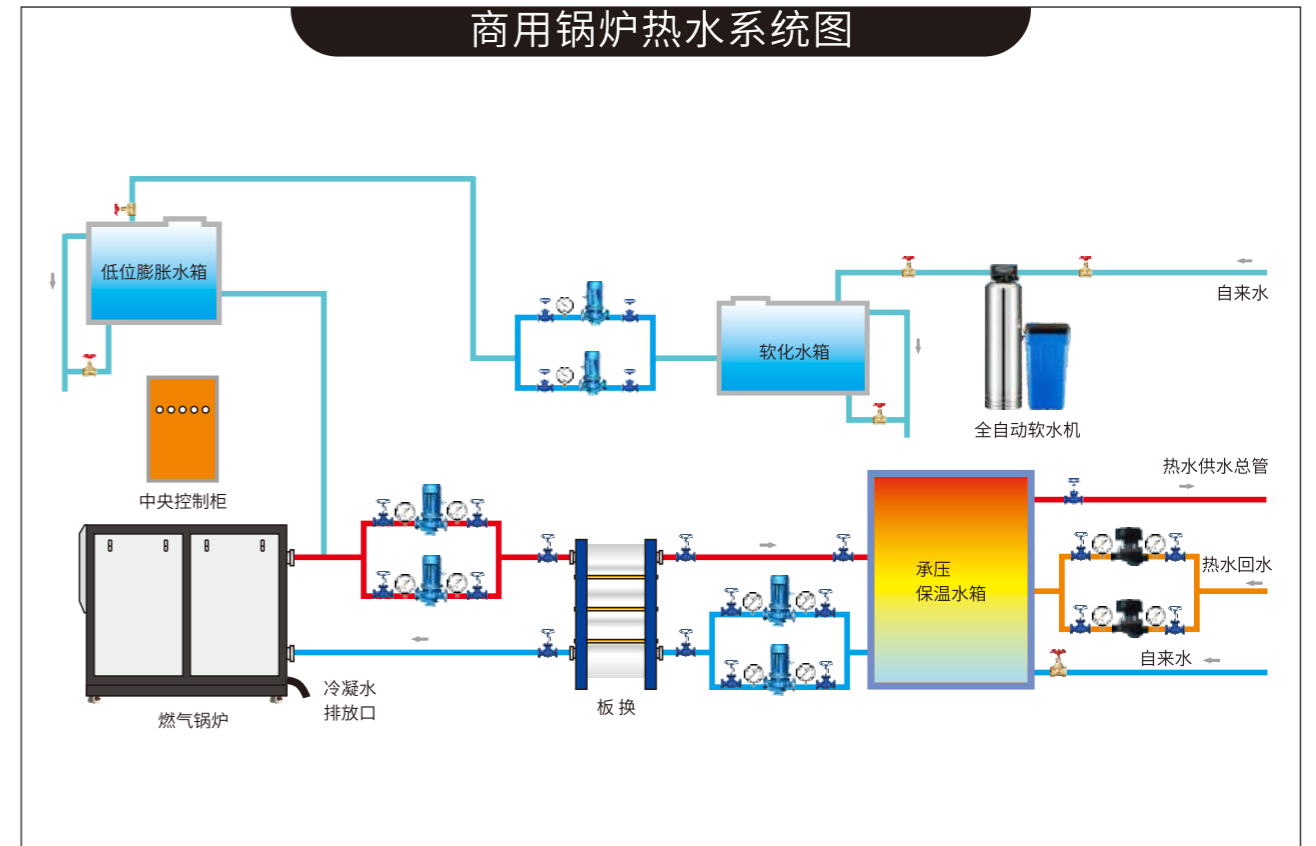 商用锅炉热水系统图
低位膨胀水箱
自来水
软化水箱
全自动软水机
热水供水总管
中央控制柜
承压
保温水箱
热水回水
自来水
冷凝水
排放口
板 换
燃气锅炉